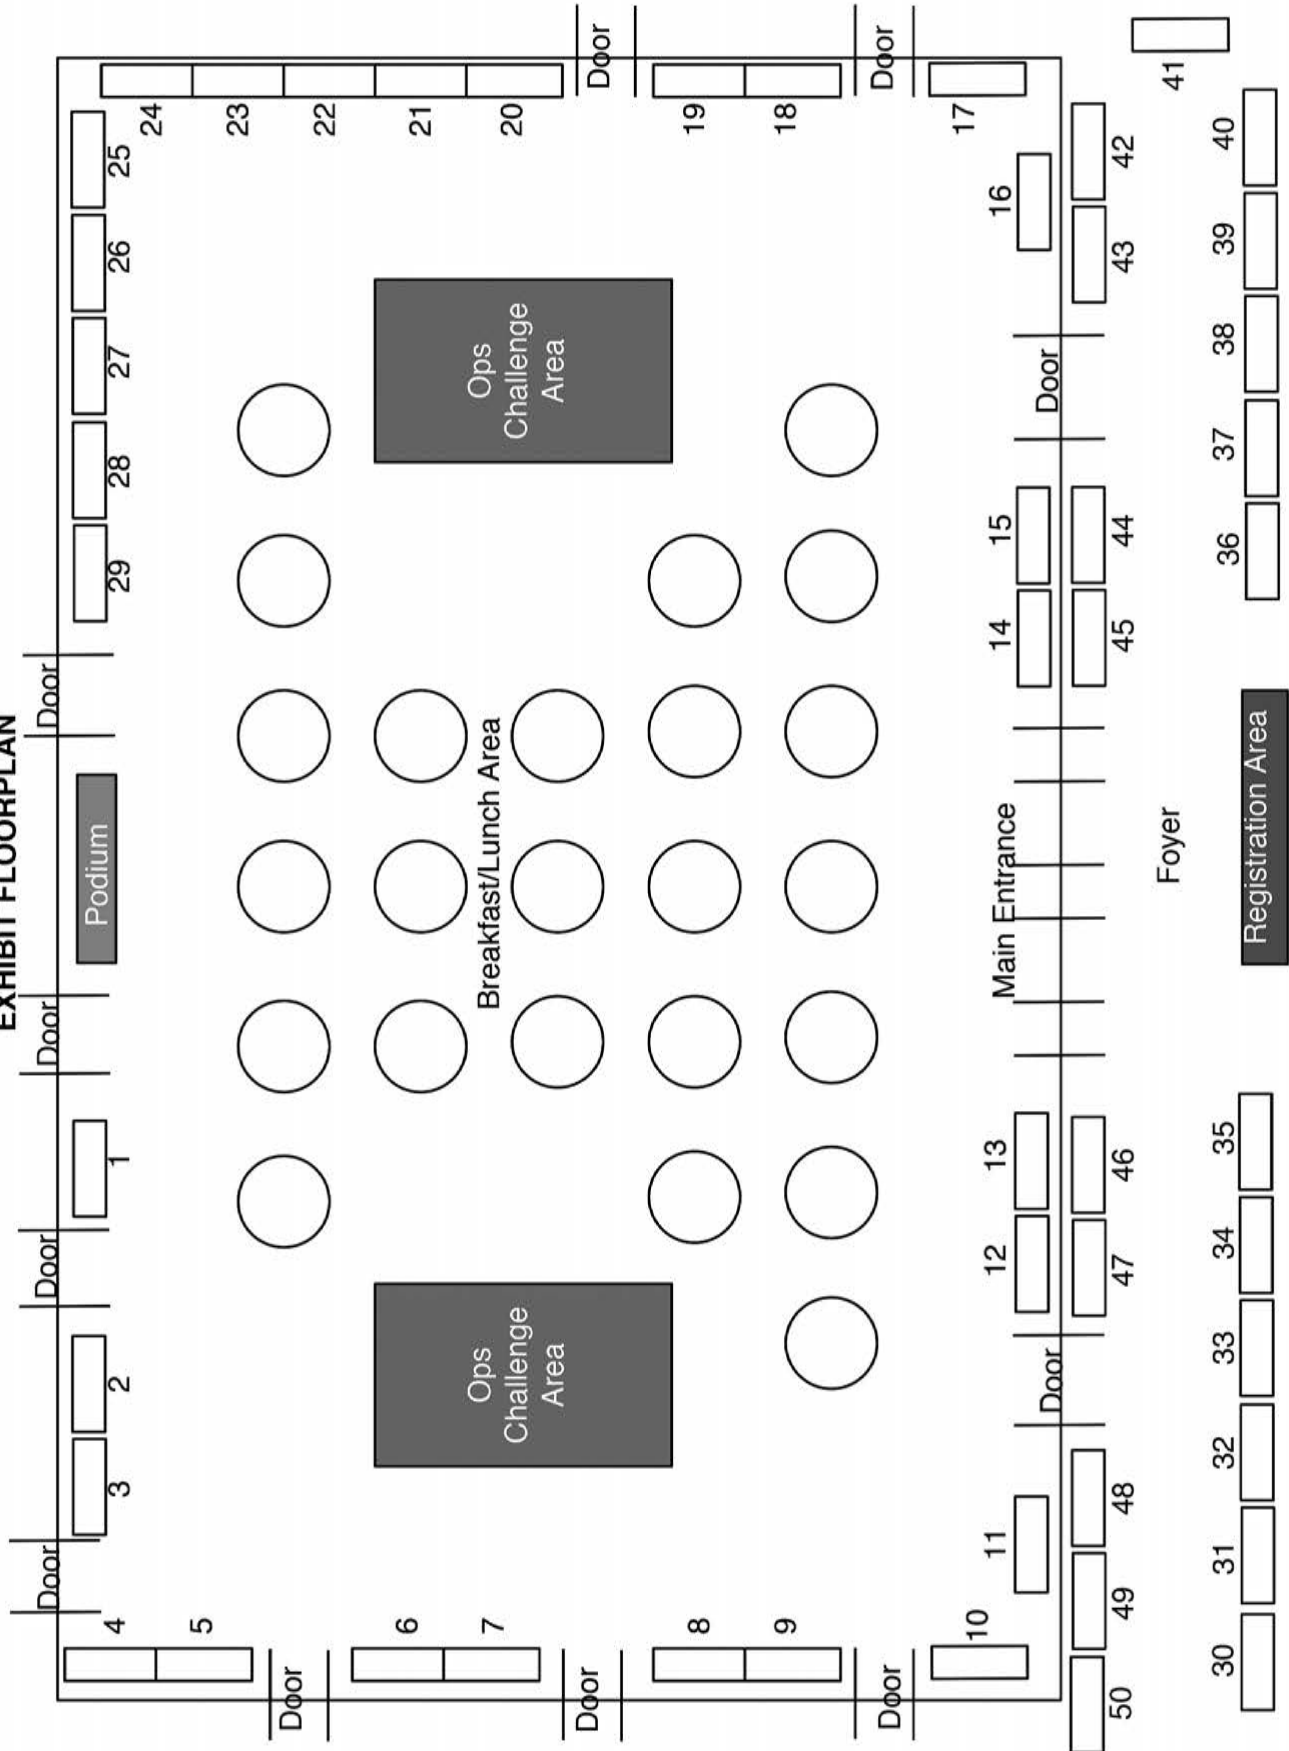 EXHIBIT FLOORPLAN
Door
Door
Door
Door
Podium
4
3
2
1
29
28
27
26
25
24
5
23
Door
22
6
21
7
Ops
Challenge
Area
Breakfast/Lunch Area
Ops
Challenge
Area
20
Door
Door
8
19
9
18
Door
Door
10
17
11
12
13
Main Entrance
14
15
16
Door
Door
50
49
48
47
46
45
44
43
42
Foyer
41
30
31
32
33
34
35
Registration Area
36
37
38
39
40